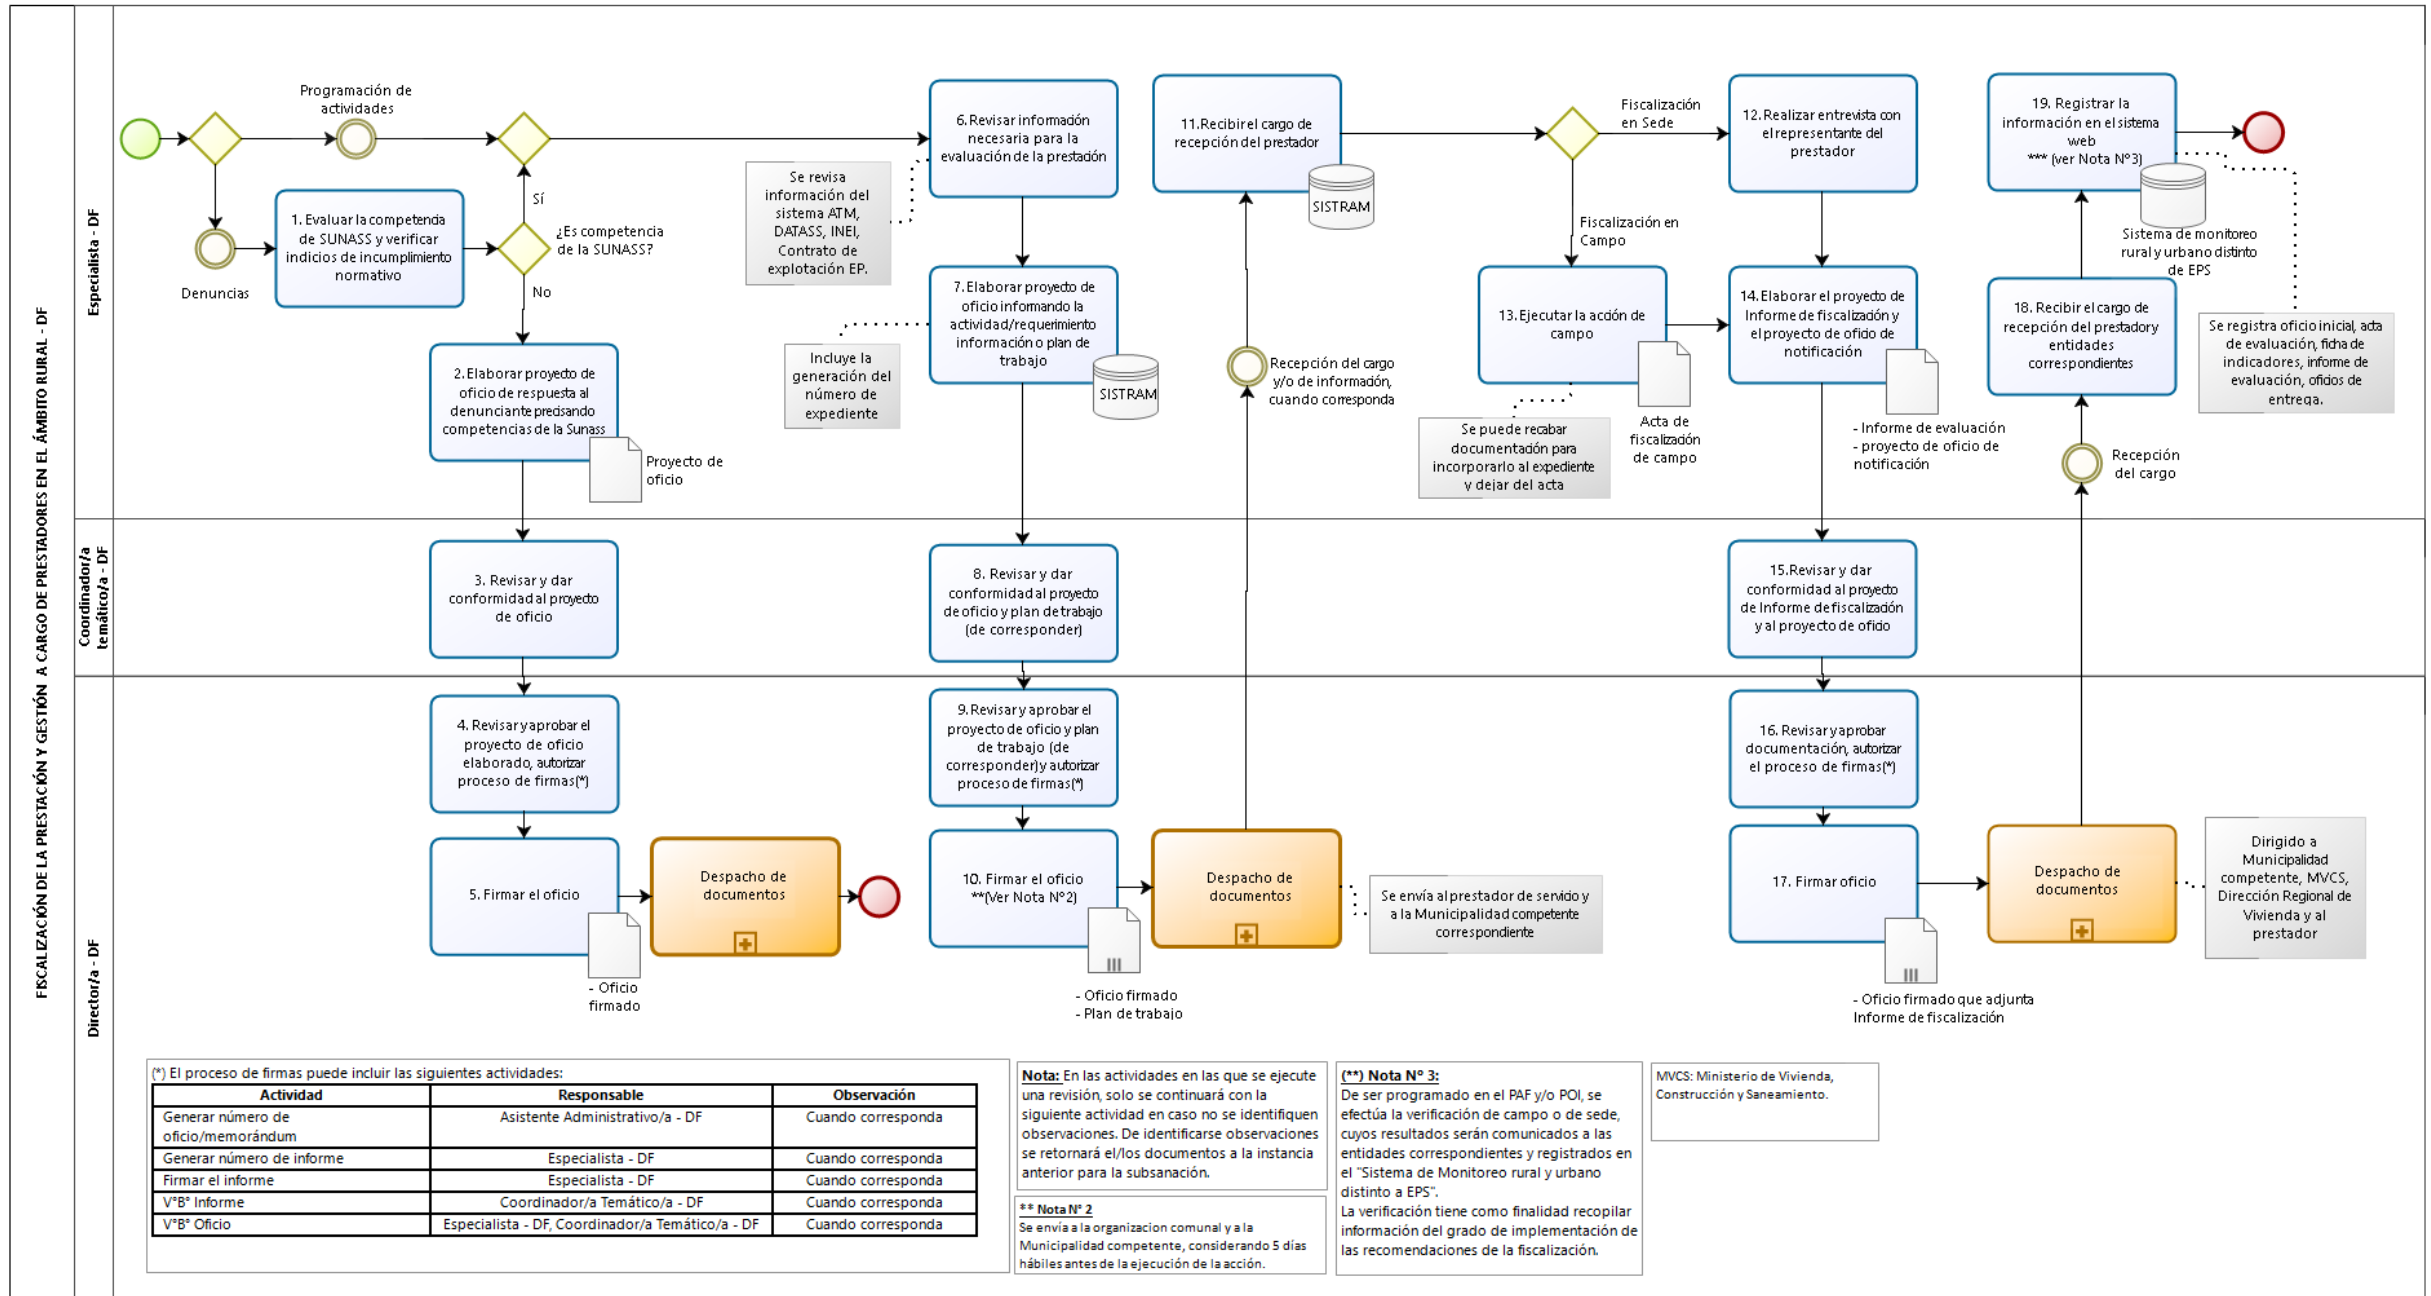 FISCALIZACIÓN DE LA PRESTACIÓN Y GESTIÓN A CARGO DE PRESTADORES EN EL ÁMBITO RURAL - DF
Especialista - DF
Programación de
actividades
Denuncias
1. Evaluar la competencia
de SUNASS y verificar
indicios de incumplimiento
normativo
¿Es competencia
de la SUNASS?
Sí
No
2. Elaborar proyecto de
oficio de respuesta al
denunciante precisando
competencias de la Sunass
Proyecto de
oficio
6. Revisar información
necesaria para la
evaluación de la prestación
Se revisa
información del
sistema ATM,
DATASS, INEI,
Contrato de
explotación EP.
7. Elaborar proyecto de
oficio informando la
actividad/requerimiento
información o plan de
trabajo
SISTRAM
Incluye la
generación del
número de
expediente
11. Recibir el cargo de
recepción del prestador
SISTRAM
Recepción del cargo
y/o de información,
cuando corresponda
Fiscalización
en Sede
Fiscalización en
Campo
12. Realizar entrevista con
el representante del
prestador
13. Ejecutar la acción de
campo
Acta de
fiscalización
de campo
Se puede recabar
documentación para
incorporarlo al expediente
y dejar del acta
14. Elaborar el proyecto de
Informe de fiscalización y
el proyecto de oficio de
notificación
- Informe de evaluación
- proyecto de oficio de
notificación
19. Registrar la
información en el sistema
web
*** (ver Nota Nº3)
Sistema de monitoreo
rural y urbano distinto
de EPS
18. Recibir el cargo de
recepción del prestador y
entidades
correspondientes
Recepción
del cargo
Se registra oficio inicial, acta
de evaluación, ficha de
indicadores, informe de
evaluación, oficios de
entrega.
Coordinador/a
temático/a - DF
3. Revisar y dar
conformidad al proyecto
de oficio
8. Revisar y dar
conformidad al proyecto
de oficio y plan de trabajo
(de corresponder)
15. Revisar y dar
conformidad al proyecto
de Informe de fiscalización
y al proyecto de oficio
Director/a - DF
4. Revisar y aprobar el
proyecto de oficio
elaborado, autorizar
proceso de firmas(*)
5. Firmar el oficio
- Oficio
firmado
Despacho de
documentos
9. Revisar y aprobar el
proyecto de oficio y plan
de trabajo (de
corresponder) y autorizar
proceso de firmas(*)
10. Firmar el oficio
**(Ver Nota Nº2)
- Oficio firmado
- Plan de trabajo
Despacho de
documentos
Se envía al prestador de servicio y
a la Municipalidad competente
correspondiente
16. Revisar y aprobar
documentación, autorizar
el proceso de firmas(*)
17. Firmar oficio
- Oficio firmado que adjunta
Informe de fiscalización
Despacho de
documentos
Dirigido a
Municipalidad
competente, MVCS,
Dirección Regional de
Vivienda y al
prestador
(*) El proceso de firmas puede incluir las siguientes actividades:
Actividad Responsable Observación
Generar número de
oficio/memorándum Asistente Administrativo/a - DF Cuando corresponda
Generar número de informe Especialista - DF Cuando corresponda
Firmar el informe Especialista - DF Cuando corresponda
V°B° Informe Coordinador/a Temático/a - DF Cuando corresponda
V°B° Oficio Especialista - DF, Coordinador/a Temático/a - DF Cuando corresponda
Nota: En las actividades en las que se ejecute
una revisión, solo se continuará con la
siguiente actividad en caso no se identifiquen
observaciones. De identificarse observaciones
se retornará el/los documentos a la instancia
anterior para la subsanación.
** Nota N° 2
Se envía a la organizacion comunal y a la
Municipalidad competente, considerando 5 días
hábiles antes de la ejecución de la acción.
(**) Nota Nº 3:
De ser programado en el PAF y/o POI, se
efectúa la verificación de campo o de sede,
cuyos resultados serán comunicados a las
entidades correspondientes y registrados en
el "Sistema de Monitoreo rural y urbano
distinto a EPS".
La verificación tiene como finalidad recopilar
información del grado de implementación de
las recomendaciones de la fiscalización.
MVCS: Ministerio de Vivienda,
Construcción y Saneamiento.